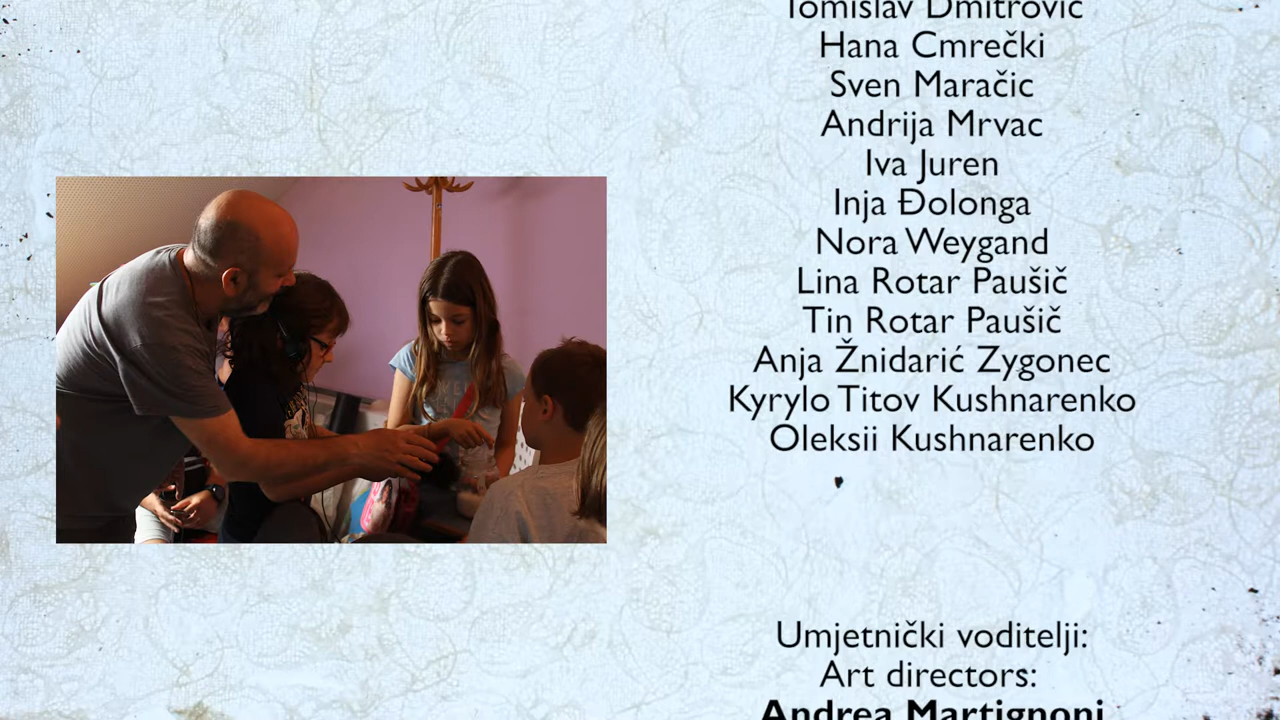 Tomislav Dmitrović
Hana Cmrečki
Sven Maračic
Andrija Mrvac
Iva Juren
Inja Đolonga
Nora Weygand
Lina Rotar Paušič
Tin Rotar Paušič
Anja Žnidarić Zygonec
Kyrylo Titov Kushnarenko
Oleksii Kushnarenko
Umjetnički voditelji:
Art directors:
Andrea Martignoni